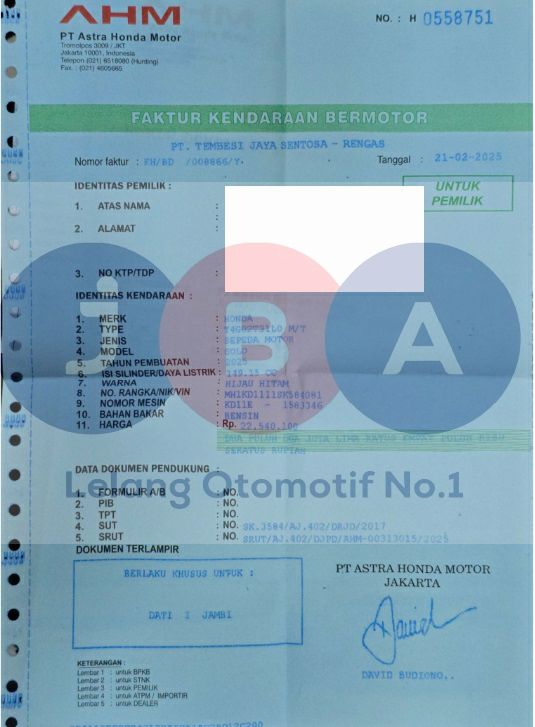 AHM
NO. : H 0558751
PT Astra Honda Motor
Tromolpos 3009 / JKT
Jakarta 10001, Indonesia
Telepon (021) 6518080 (Hunting)
Fax. : (021) 4605665
FAKTUR KENDARAAN BERMOTOR
PT. TEMBESI JAYA SENTOSA - RENGAS
Nomor faktur : FH/BD /008866/Y. Tanggal : 21-02-2025
IDENTITAS PEMILIK :
UNTUK
PEMILIK
1. ATAS NAMA :
:
2. ALAMAT :
3. NO KTP/TDP :
IDENTITAS KENDARAAN :
1. MERK : HONDA
2. TYPE : T4G02T31L0 M/T
3. JENIS : SEPEDA MOTOR
4. MODEL : SOLO
5. TAHUN PEMBUATAN : 2025
6. ISI SILINDER/DAYA LISTRIK : 149.15 CC
7. WARNA : HIJAU HITAM
8. NO. RANGKA/NIK/VIN : MH1KD1111SK584081
9. NOMOR MESIN : KD11E - 1583346
10. BAHAN BAKAR : BENSIN
11. HARGA : Rp. 22.540.100
DUA PULUH DUA JUTA LIMA RATUS EMPAT PULUH RIBU
SERATUS RUPIAH
jBA
Lelang Otomotif No.1
DATA DOKUMEN PENDUKUNG :
1. FORMULIR A/B : NO.
2. PIB : NO.
3. TPT : NO.
4. SUT : NO. SK.3584/AJ.402/DRJD/2017
5. SRUT : NO. SRUT/AJ.402/DJPD/AHM-00313015/2025
DOKUMEN TERLAMPIR
BERLAKU KHUSUS UNTUK :
DATI I JAMBI
PT ASTRA HONDA MOTOR
JAKARTA
DAVID BUDIONO..
KETERANGAN :
Lembar 1 : untuk BPKB
Lembar 2 : untuk STNK
Lembar 3 : untuk PEMILIK
Lembar 4 : untuk ATPM / IMPORTIR
Lembar 5 : untuk DEALER